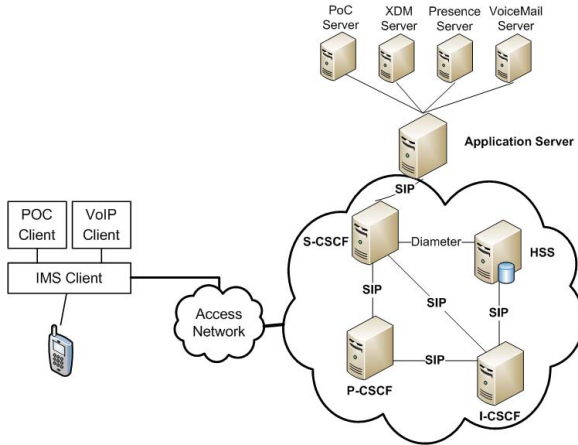 PoC
Server
XDM
Server
Presence
Server
VoiceMail
Server
Application Server
SIP
POC
Client
VoIP
Client
IMS Client
Access
Network
S-CSCF
Diameter
HSS
SIP
SIP
SIP
SIP
P-CSCF
I-CSCF